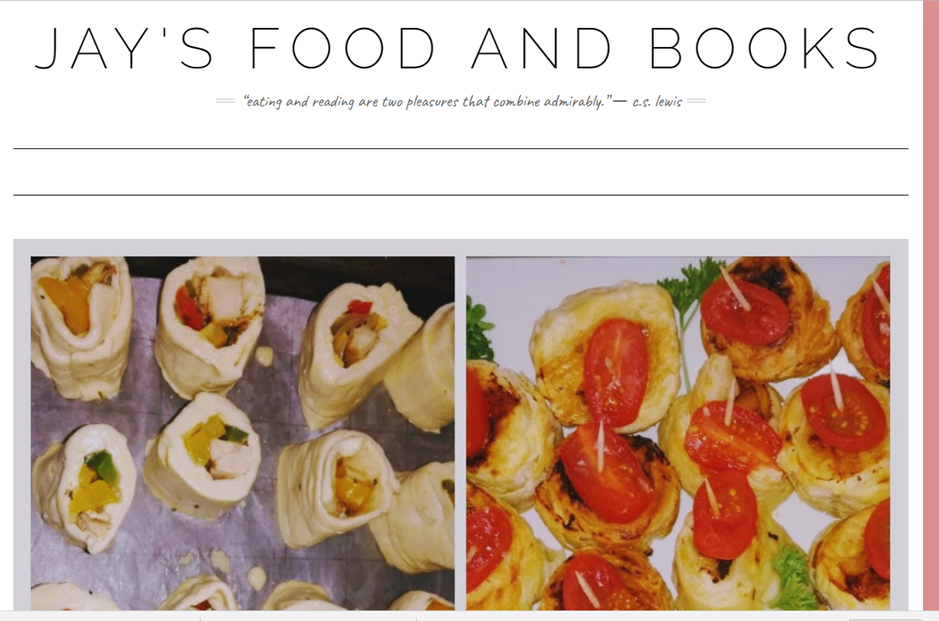 JAY'S FOOD AND BOOKS
“eating and reading are two pleasures that combine admirably.”— c.s. lewis